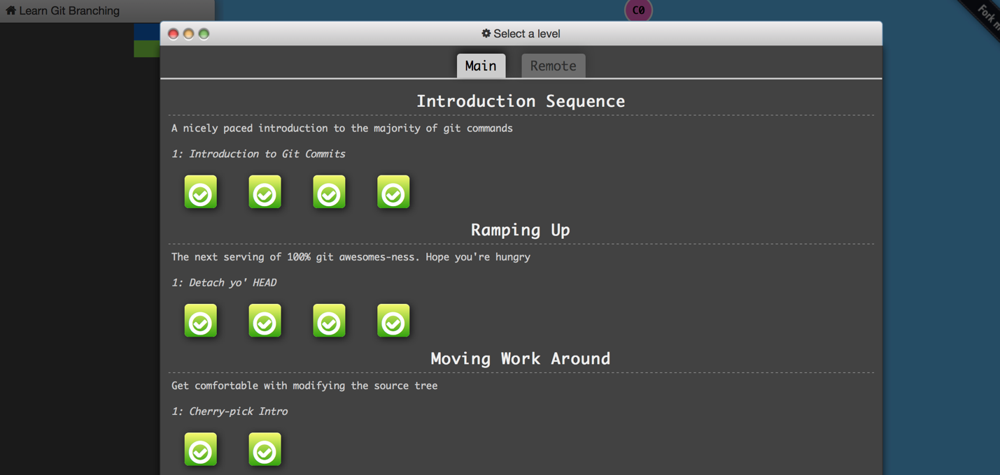 Learn Git Branching
C0
Fork m
Select a level
Main
Remote
Introduction Sequence
A nicely paced introduction to the majority of git commands
1: Introduction to Git Commits
Ramping Up
The next serving of 100% git awesomes-ness. Hope you're hungry
1: Detach yo' HEAD
Moving Work Around
Get comfortable with modifying the source tree
1: Cherry-pick Intro